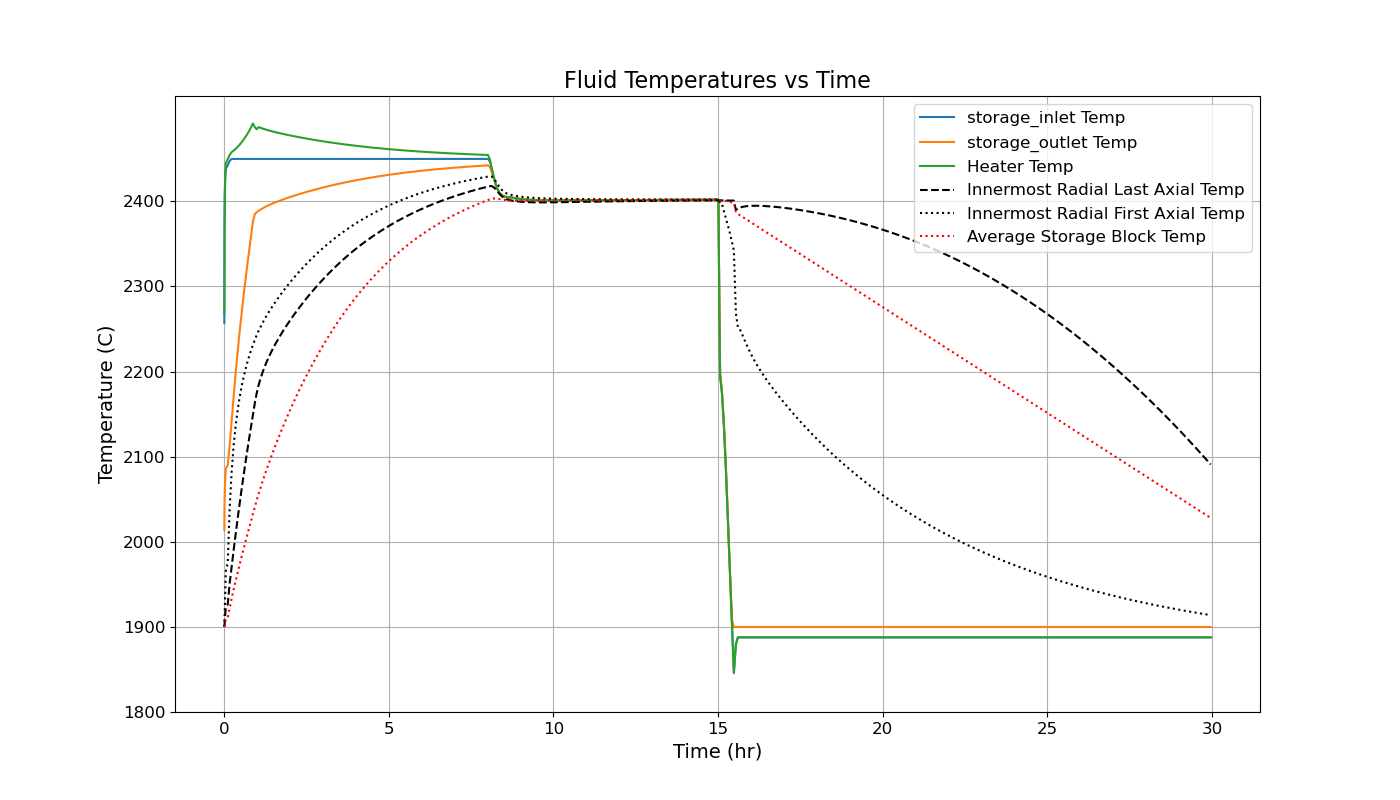 Fluid Temperatures vs Time
storage_inlet Temp
storage_outlet Temp
Heater Temp
Innermost Radial Last Axial Temp
Innermost Radial First Axial Temp
Average Storage Block Temp
Temperature (C)
2400
2300
2200
2100
2000
1900
1800
0 5 10 15 20 25 30
Time (hr)